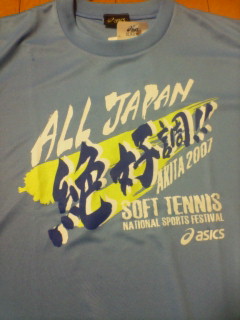 ALL JAPAN
絶好調!!
AKITA 2007
SOFT TENNIS
NATIONAL SPORTS FESTIVAL
asics